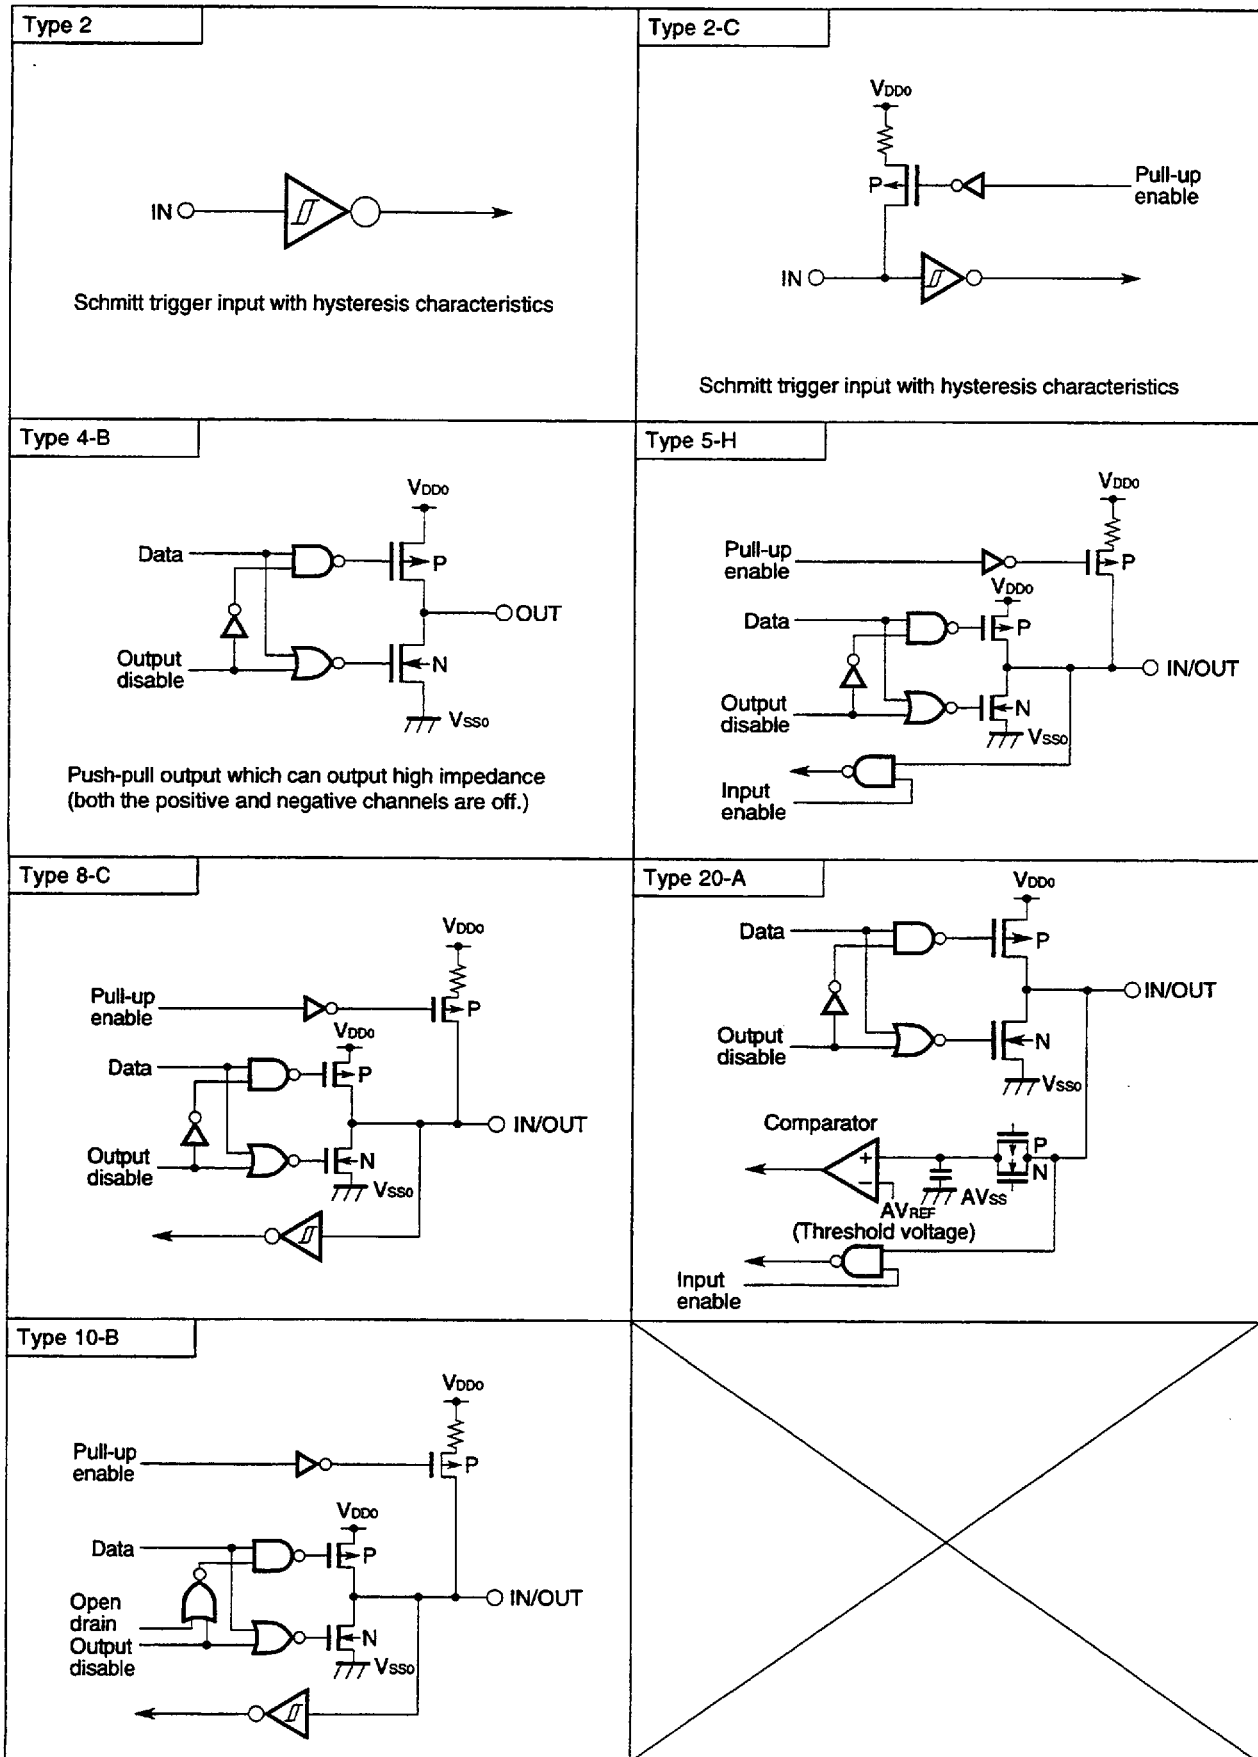 Type 2
IN
Schmitt trigger input with hysteresis characteristics
Type 2-C
VDD0
P
Pull-up
enable
IN
Schmitt trigger input with hysteresis characteristics
Type 4-B
VDD0
Data
P
OUT
Output
disable
N
VSS0
Push-pull output which can output high impedance
(both the positive and negative channels are off.)
Type 5-H
VDD0
Pull-up
enable
P
VDD0
Data
P
IN/OUT
Output
disable
N
VSS0
Input
enable
Type 8-C
VDD0
Pull-up
enable
P
VDD0
Data
P
IN/OUT
Output
disable
N
VSS0
Type 20-A
VDD0
Data
P
IN/OUT
Output
disable
N
VSS0
Comparator
P
N
+
−
AVSS
AVREF
(Threshold voltage)
Input
enable
Type 10-B
VDD0
Pull-up
enable
P
VDD0
Data
P
IN/OUT
Open
drain
Output
disable
N
VSS0